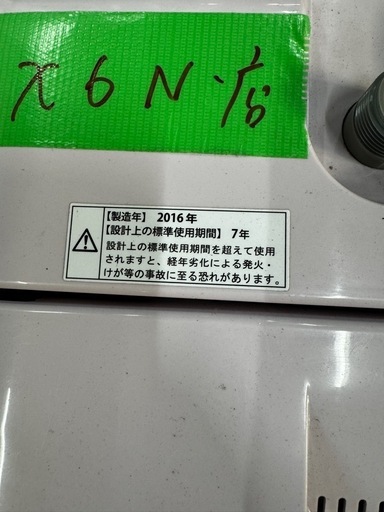 X6N.店
【製造年】 2016年
【設計上の標準使用期間】 7年
設計上の標準使用期間を超えて使用
されますと、経年劣化による発火・
けが等の事故に至る恐れがあります。